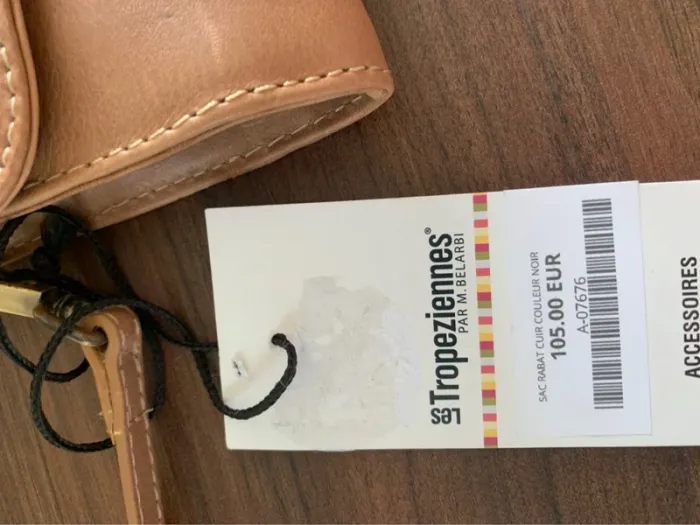 Les Tropeziennes®
PAR M. BELARBI
SAC RABAT CUIR COULEUR NOIR
105.00 EUR
A-07676
ACCESSOIRES